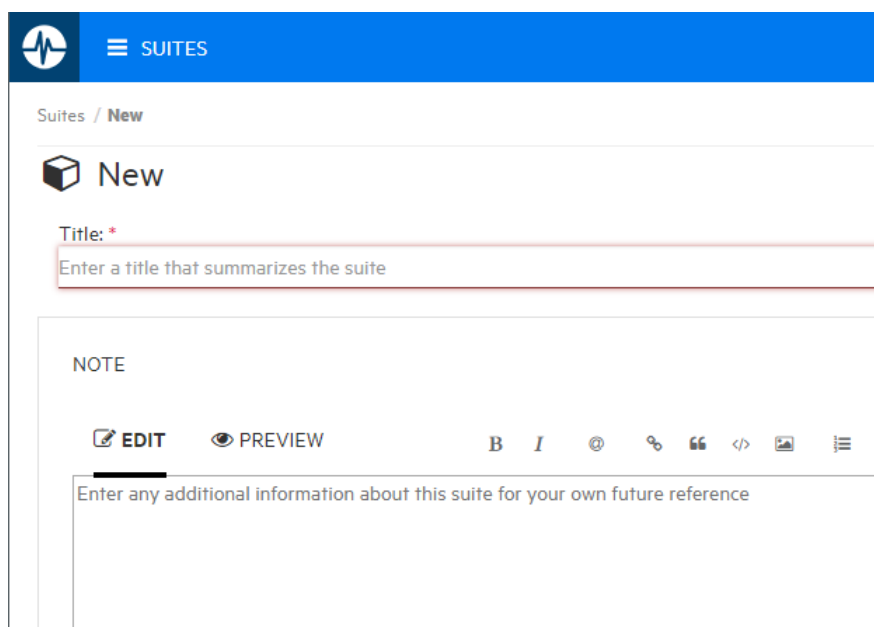 SUITES
Suites / New
New
Title: *
Enter a title that summarizes the suite
NOTE
EDIT PREVIEW B I @ </>
Enter any additional information about this suite for your own future reference